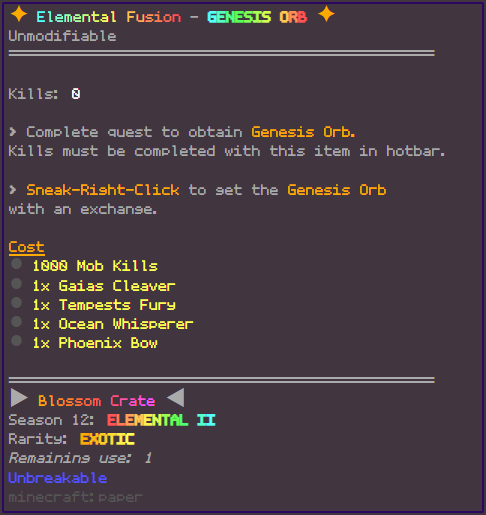 ✦ Elemental Fusion - GENESIS ORB ✦
Unmodifiable
Kills: 0
> Complete quest to obtain Genesis Orb.
Kills must be completed with this item in hotbar.
> Sneak-Right-Click to get the Genesis Orb
with an exchange.
Cost
● 1000 Mob Kills
● 1x Gaias Cleaver
● 1x Tempests Fury
● 1x Ocean Whisperer
● 1x Phoenix Bow
▶ Blossom Crate ◀
Season 12: ELEMENTAL II
Rarity: EXOTIC
Remaining use: 1
Unbreakable
minecraft:paper